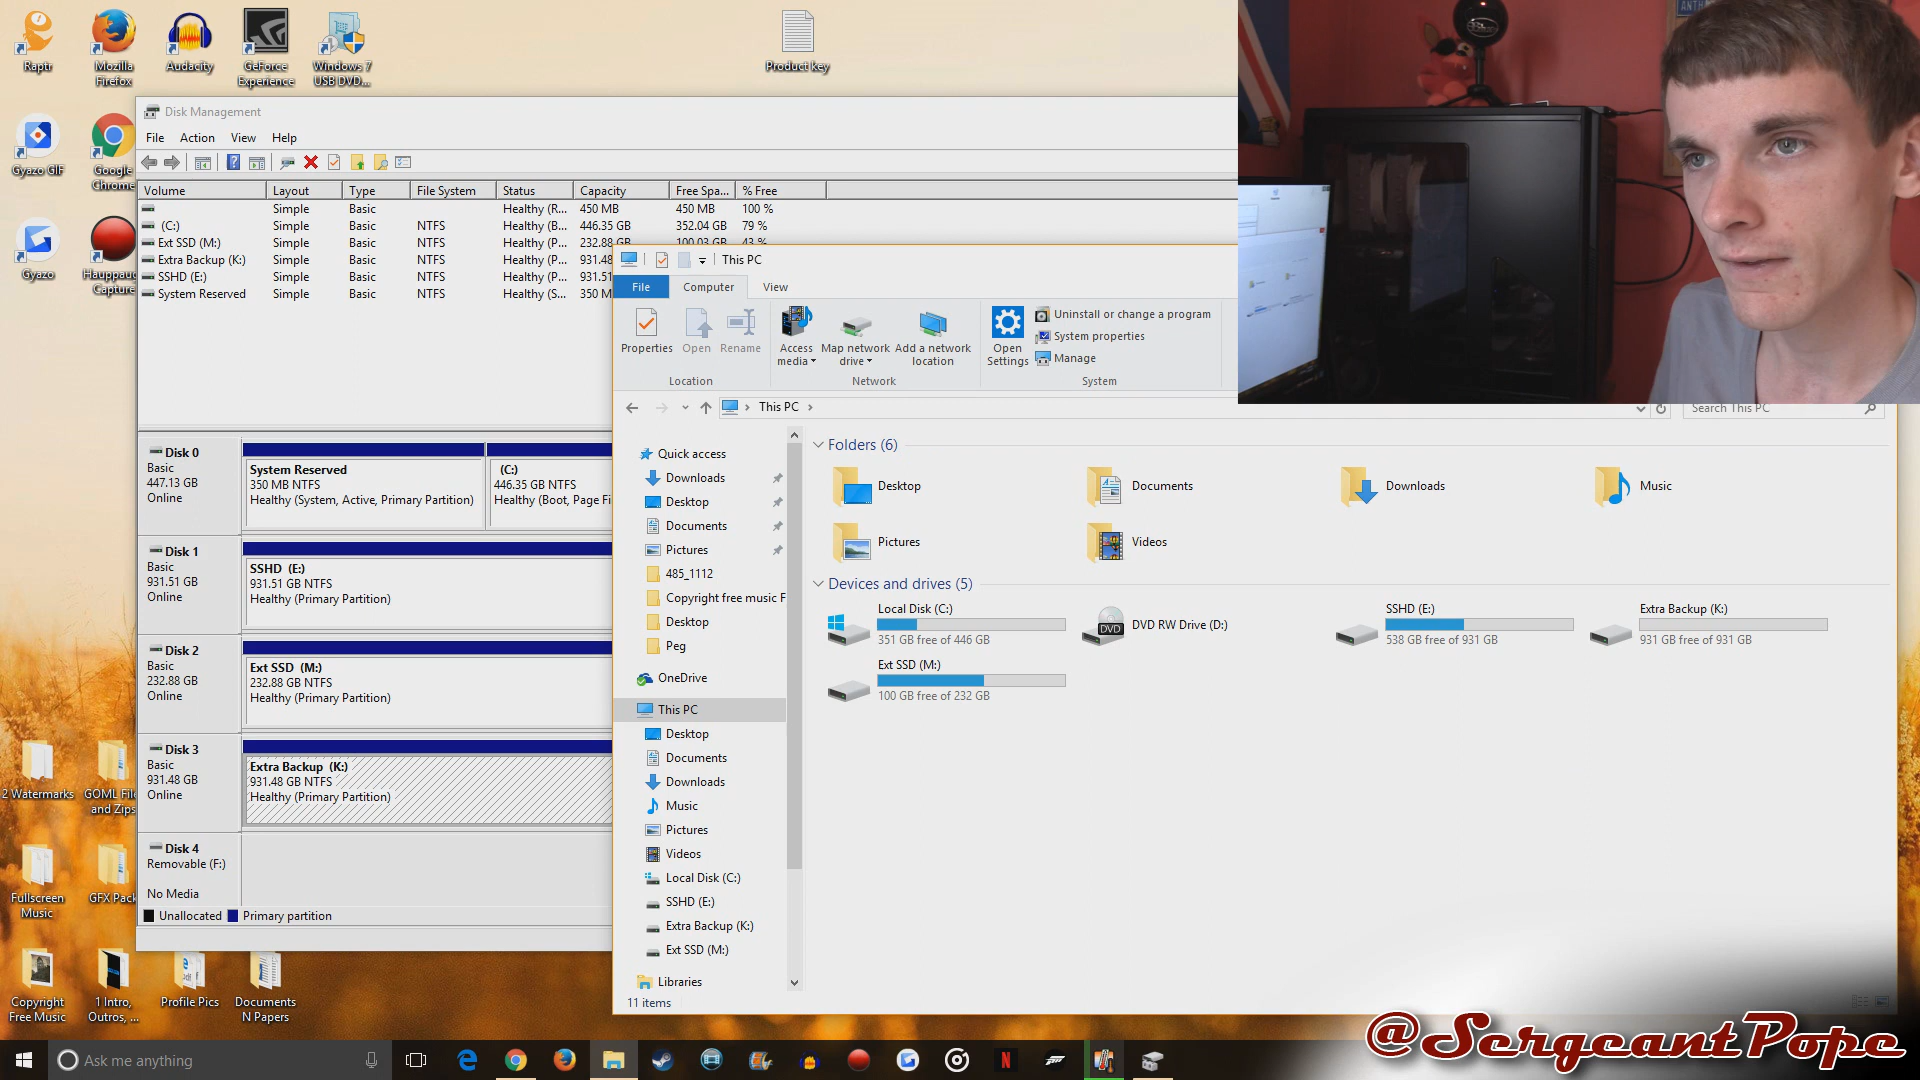 Raptr
Mozilla
Firefox
Audacity
GeForce
Experience
Windows 7
USB DVD...
Product key
Gyazo GIF
Google
Chrome
Gyazo
Hauppau
Capture
Disk Management
File Action View Help
Volume Layout Type File System Status Capacity Free Spa... % Free
Simple Basic Healthy (R... 450 MB 450 MB 100 %
(C:) Simple Basic NTFS Healthy (B... 446.35 GB 352.04 GB 79 %
Ext SSD (M:) Simple Basic NTFS Healthy (P... 232.88 GB 100.03 GB 43 %
Extra Backup (K:) Simple Basic NTFS Healthy (P... 931.48
SSHD (E:) Simple Basic NTFS Healthy (P... 931.51
System Reserved Simple Basic NTFS Healthy (S... 350 M
Disk 0
Basic
447.13 GB
Online
System Reserved
350 MB NTFS
Healthy (System, Active, Primary Partition)
(C:)
446.35 GB NTFS
Healthy (Boot, Page Fi
Disk 1
Basic
931.51 GB
Online
SSHD (E:)
931.51 GB NTFS
Healthy (Primary Partition)
Disk 2
Basic
232.88 GB
Online
Ext SSD (M:)
232.88 GB NTFS
Healthy (Primary Partition)
Disk 3
Basic
931.48 GB
Online
Extra Backup (K:)
931.48 GB NTFS
Healthy (Primary Partition)
Disk 4
Removable (F:)
No Media
Unallocated Primary partition
This PC
File Computer View
Properties
Open
Rename
Access
media
Map network
drive
Add a network
location
Open
Settings
Uninstall or change a program
System properties
Manage
Location Network System
This PC
Search This PC
Quick access
Downloads
Desktop
Documents
Pictures
485_1112
Copyright free music F
Desktop
Peg
OneDrive
This PC
Desktop
Documents
Downloads
Music
Pictures
Videos
Local Disk (C:)
SSHD (E:)
Extra Backup (K:)
Ext SSD (M:)
Libraries
11 items
Folders (6)
Desktop
Documents
Downloads
Music
Pictures
Videos
Devices and drives (5)
Local Disk (C:)
351 GB free of 446 GB
DVD
DVD RW Drive (D:)
SSHD (E:)
538 GB free of 931 GB
Extra Backup (K:)
931 GB free of 931 GB
Ext SSD (M:)
100 GB free of 232 GB
2 Watermarks
GOML File
and Zips
Fullscreen
Music
GFX Pack
Copyright
Free Music
1 Intro,
Outros, ...
Profile Pics
Documents
N Papers
Ask me anything
@SergeantPope